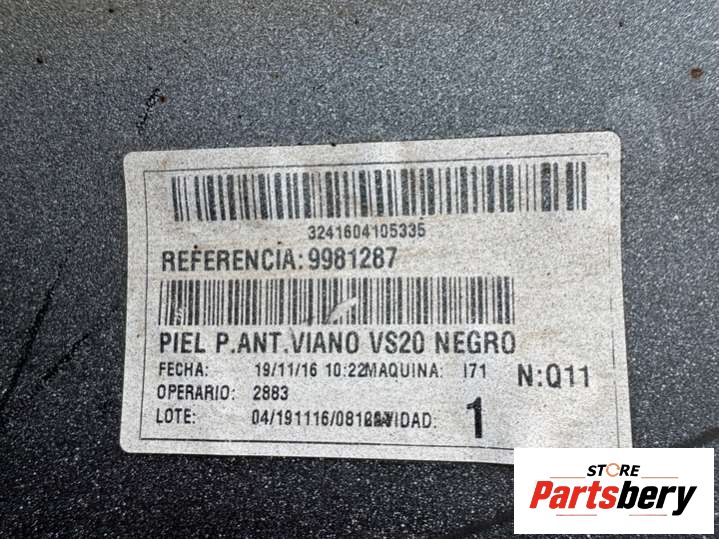 3241604105335
REFERENCIA: 9981287
PIEL P.ANT.VIANO VS20 NEGRO
FECHA: 19/11/16 10:22 MAQUINA: I71 N:Q11
OPERARIO: 2883
LOTE: 04/191116/081 VIDAD: 1
STORE
Partsbery